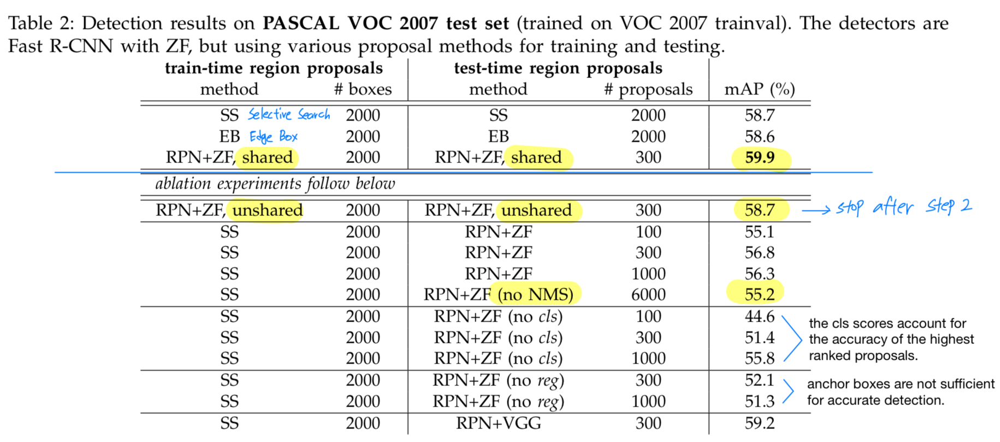 Table 2: Detection results on PASCAL VOC 2007 test set (trained on VOC 2007 trainval). The detectors are
Fast R-CNN with ZF, but using various proposal methods for training and testing.
train-time region proposals test-time region proposals
method # boxes method # proposals mAP (%)
SS Selective Search 2000 SS 2000 58.7
EB Edge Box 2000 EB 2000 58.6
RPN+ZF, shared 2000 RPN+ZF, shared 300 59.9
ablation experiments follow below
RPN+ZF, unshared 2000 RPN+ZF, unshared 300 58.7 → stop after step 2
SS 2000 RPN+ZF 100 55.1
SS 2000 RPN+ZF 300 56.8
SS 2000 RPN+ZF 1000 56.3
SS 2000 RPN+ZF (no NMS) 6000 55.2
SS 2000 RPN+ZF (no cls) 100 44.6
SS 2000 RPN+ZF (no cls) 300 51.4
SS 2000 RPN+ZF (no cls) 1000 55.8
the cls scores account for
the accuracy of the highest
ranked proposals.
SS 2000 RPN+ZF (no reg) 300 52.1
SS 2000 RPN+ZF (no reg) 1000 51.3
anchor boxes are not sufficient
for accurate detection.
SS 2000 RPN+VGG 300 59.2